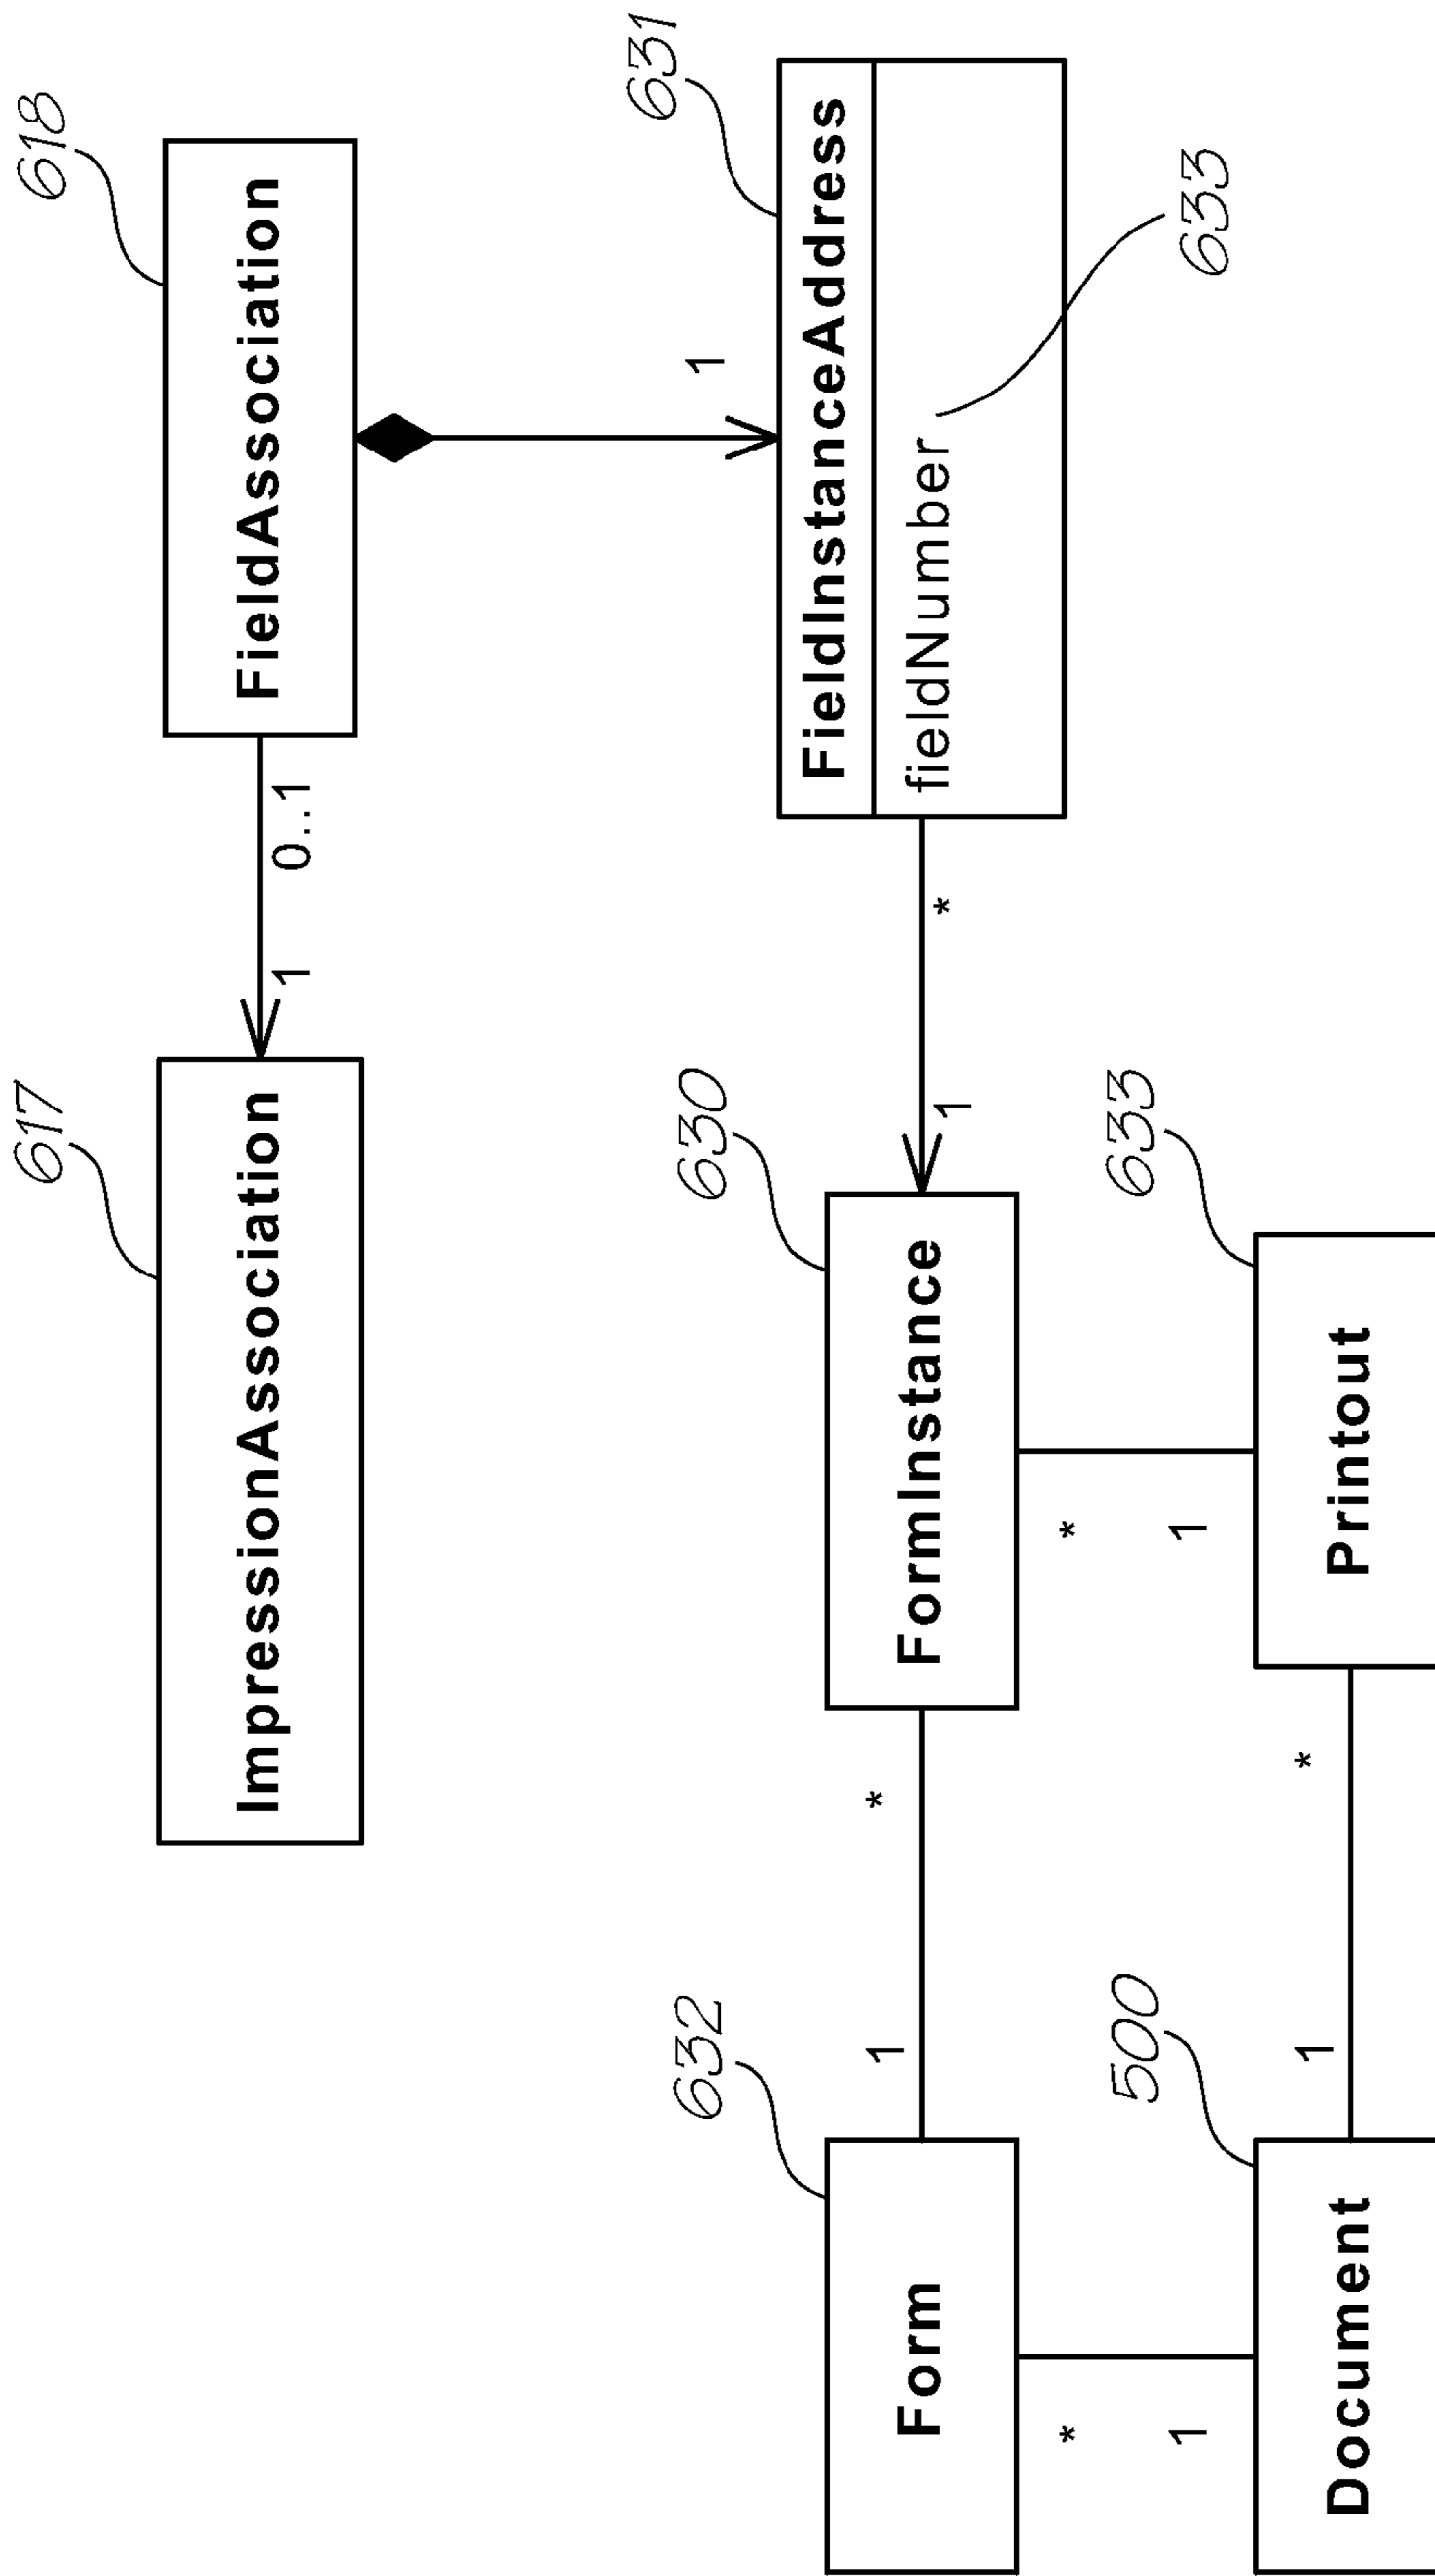 617
618
ImpressionAssociation
FieldAssociation
1
0..1
631
632
630
1
FieldInstanceAddress
1
*
Form
FormInstance
fieldNumber
1
*
*
*
500
633
1
1
633
1
*
Document
Printout